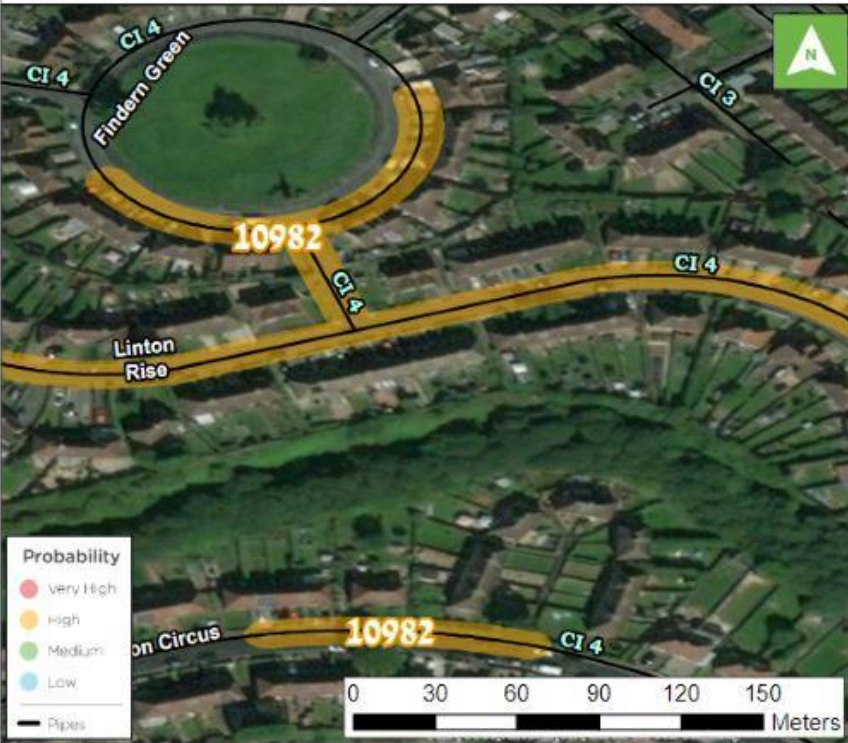 CI 4
CI 4
Findern Green
CI 3
N
10982
CI 4
CI 4
Linton
Rise
Probability
Very High
High
Medium
Low
Pipes
on Circus
10982
CI 4
0 30 60 90 120 150
Meters